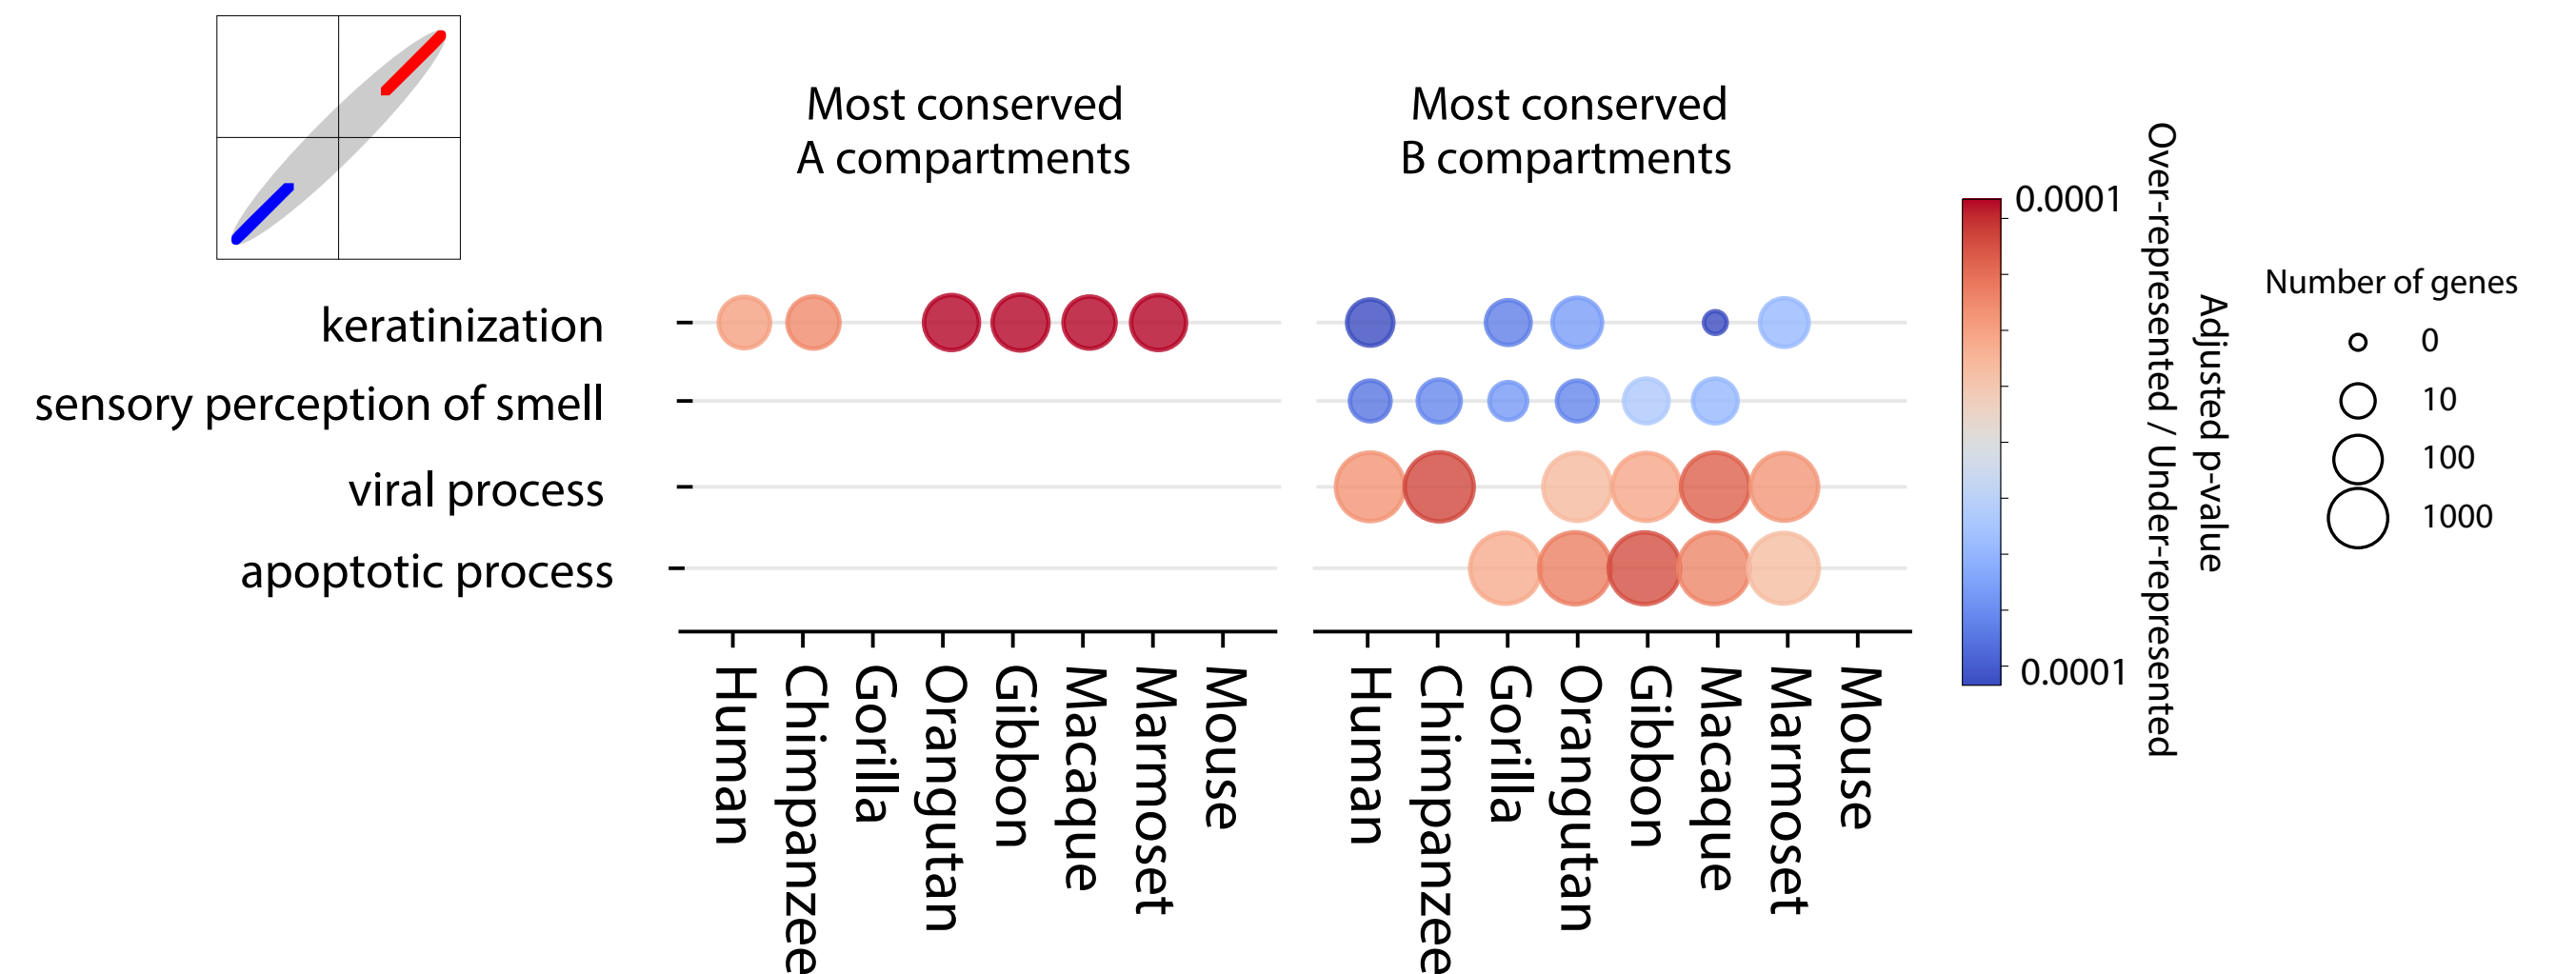 Most conserved
A compartments
Most conserved
B compartments
keratinization
sensory perception of smell
viral process
apoptotic process
Human
Chimpanzee
Gorilla
Orangutan
Gibbon
Macaque
Marmoset
Mouse
Human
Chimpanzee
Gorilla
Orangutan
Gibbon
Macaque
Marmoset
Mouse
0.0001
0.0001
Over-represented / Under-represented
Adjusted p-value
Number of genes
0
10
100
1000